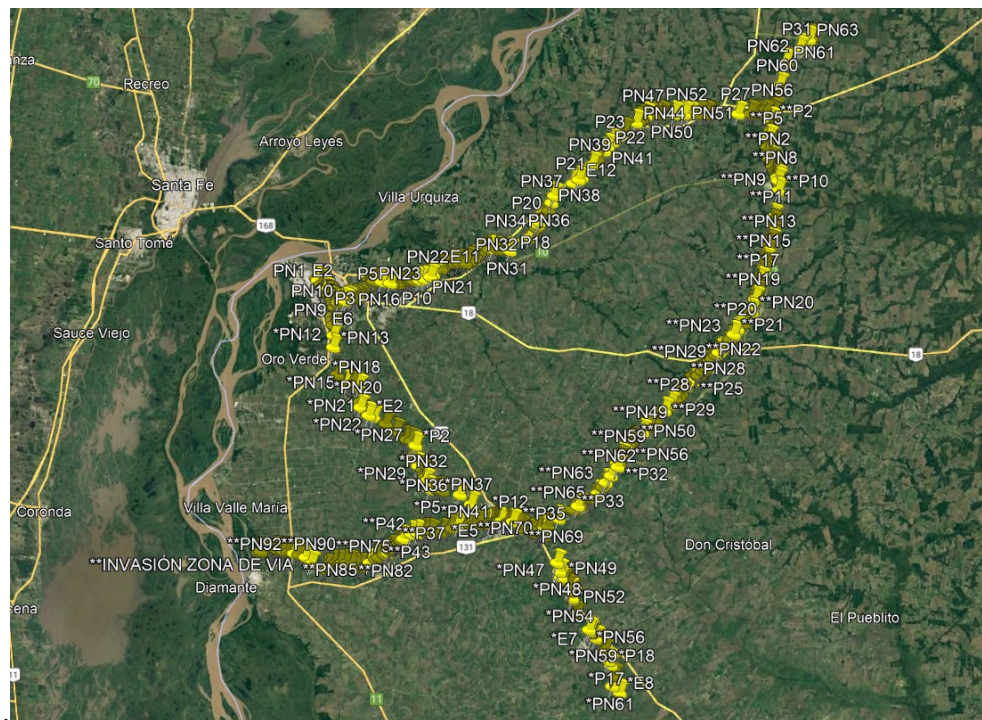 P31 PN63
PN62 PN61
anza
PN60
70
Recreo
PN47 PN52 P27 PN56
PN44 PN51 **P2
**P5
P23 *PN50
P22 **PN2
Arroyo Leyes
PN39
PN41 **PN8
P21 E12
Santa Fe
PN37 **PN9 **P10
PN38
Villa Urquiza
P20 **P11
PN34 PN36 **PN13
168
Santo Tomé
PN32 P18 **PN15
10
PN22 E11 **P17
PN31
PN1 E2 P5 PN23 **PN19
PN10 PN21
P3 PN16 P10 **PN20
PN9 **P20
18
E6 **PN23 **P21
Sauce Viejo
*PN12 *PN13
**PN29 **PN22
18
Oro Verde
*PN18 **PN28
*PN15 *PN20 **P28 **P25
*PN21 *E2 **PN49 **P29
*PN22
*PN27 *P2 **PN59 **PN50
**PN62 **PN56
*PN32
*PN29 **PN63 **P32
*PN36 *PN37
**PN65
*P5 *P12 **P33
Coronda
Villa Valle María
*PN41 **P35
**P42 *E5 **PN70
**P37 **PN69
**PN92 **PN90 **PN75 **P43
131
Don Cristóbal
**INVASIÓN ZONA DE VIA
**PN85 **PN82 *PN47 *PN49
Diamante
*PN48
PN52
cena
*PN54
El Pueblito
*E7 *PN56
*PN59 *P18
11
*P17 *E8
11
*PN61